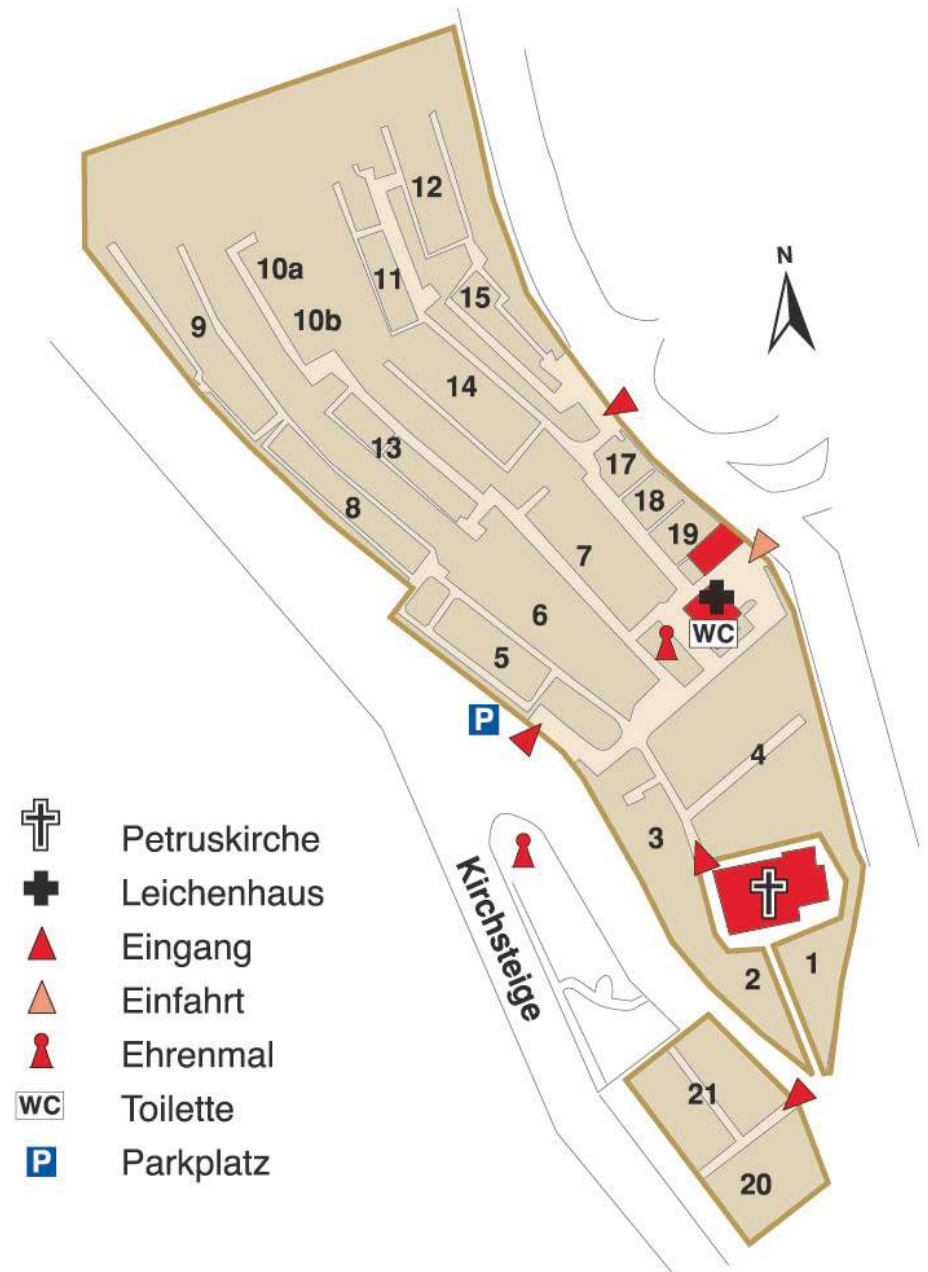 N
12
10a
11
15
10b
9
14
17
13
18
8
19
7
6
WC
5
P
4
3
Kirchsteige
1
2
21
20
Petruskirche
Leichenhaus
Eingang
Einfahrt
Ehrenmal
WC Toilette
P Parkplatz